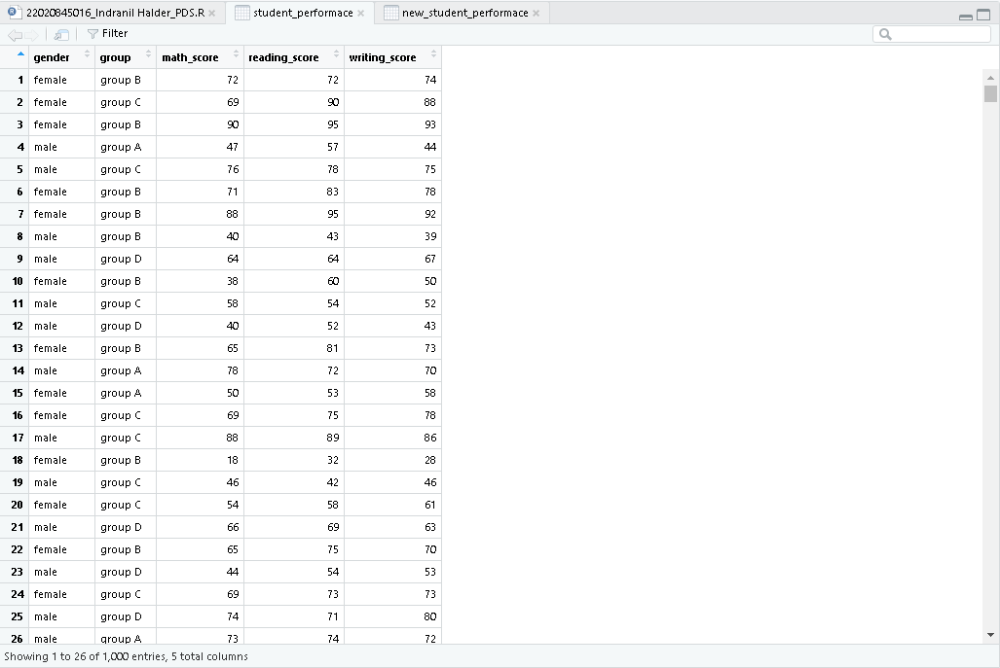 22020845016_Indranil Halder_PDS.R × student_performace × new_student_performace ×
Filter
gender group math_score reading_score writing_score
1 female group B 72 72 74
2 female group C 69 90 88
3 female group B 90 95 93
4 male group A 47 57 44
5 male group C 76 78 75
6 female group B 71 83 78
7 female group B 88 95 92
8 male group B 40 43 39
9 male group D 64 64 67
10 female group B 38 60 50
11 male group C 58 54 52
12 male group D 40 52 43
13 female group B 65 81 73
14 male group A 78 72 70
15 female group A 50 53 58
16 female group C 69 75 78
17 male group C 88 89 86
18 female group B 18 32 28
19 male group C 46 42 46
20 female group C 54 58 61
21 male group D 66 69 63
22 female group B 65 75 70
23 male group D 44 54 53
24 female group C 69 73 73
25 male group D 74 71 80
26 male group A 73 74 72
Showing 1 to 26 of 1,000 entries, 5 total columns